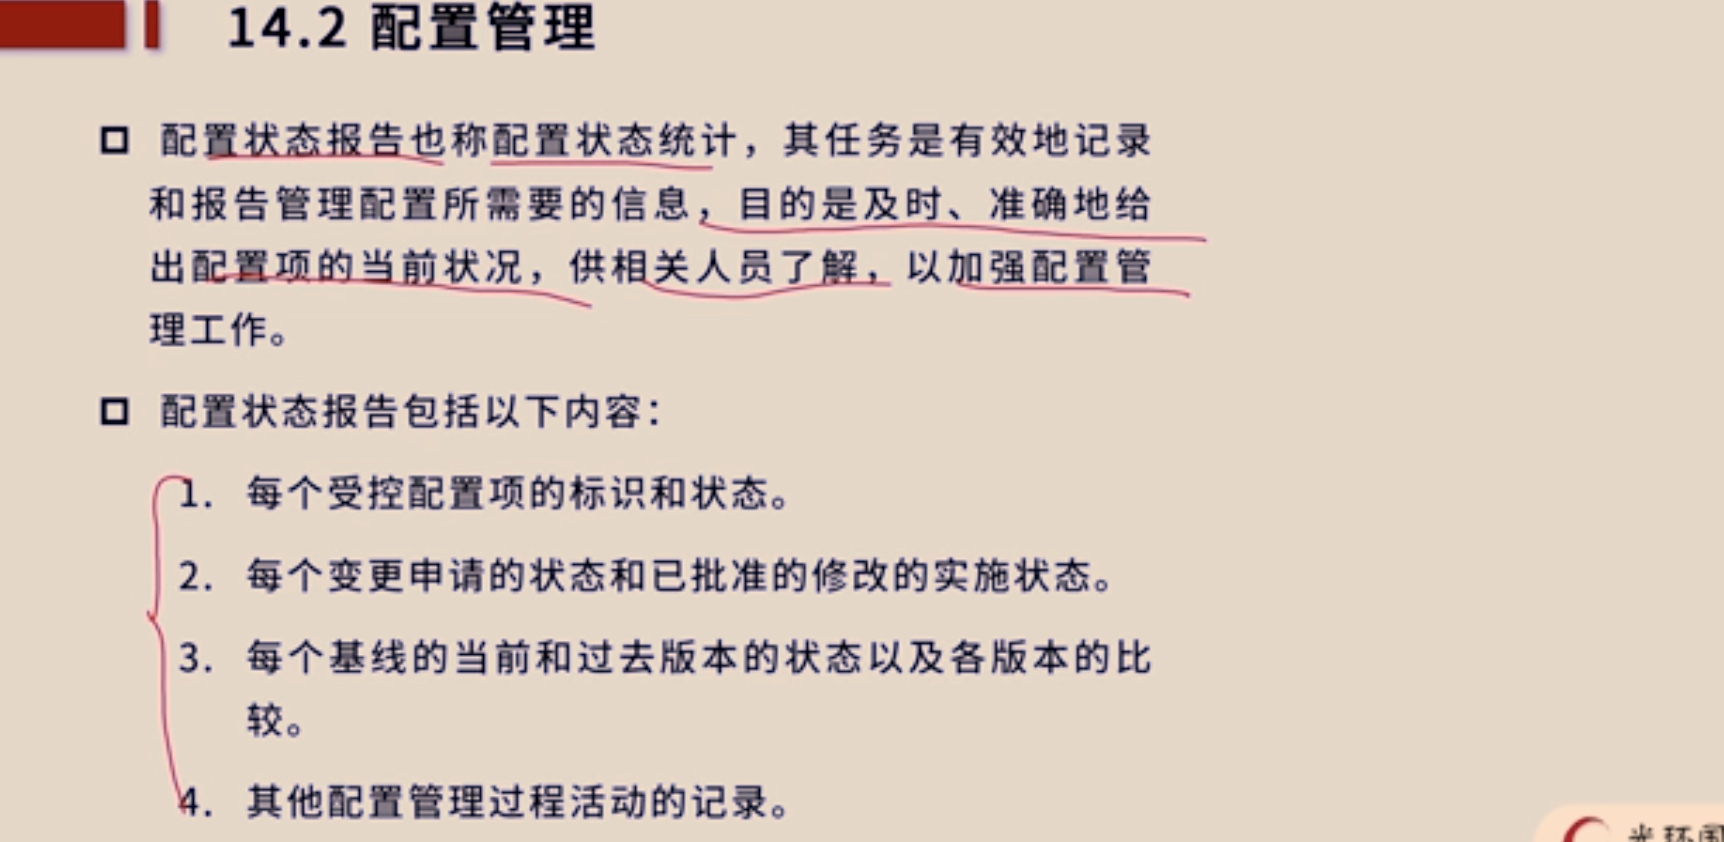 14.2 配置管理
配置状态报告也称配置状态统计，其任务是有效地记录
和报告管理配置所需要的信息，目的是及时、准确地给
出配置项的当前状况，供相关人员了解，以加强配置管
理工作。
配置状态报告包括以下内容：
1. 每个受控配置项的标识和状态。
2. 每个变更申请的状态和已批准的修改的实施状态。
3. 每个基线的当前和过去版本的状态以及各版本的比
较。
4. 其他配置管理过程活动的记录。
光环国